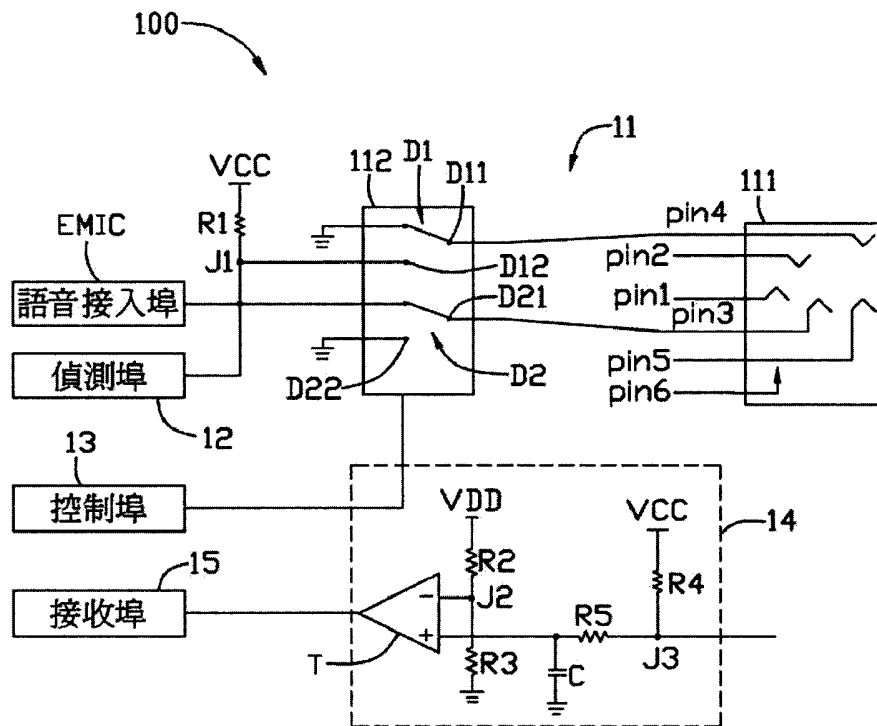 100
11
VCC
112
D1
D11
pin4
111
EMIC
R1
pin2
J1
D12
語音接入埠
D21
pin1
pin3
偵測埠
D22
D2
pin5
pin6
12
13
控制埠
VDD
VCC
14
15
R2
R4
接收埠
-
J2
R5
+
T
R3
C
J3